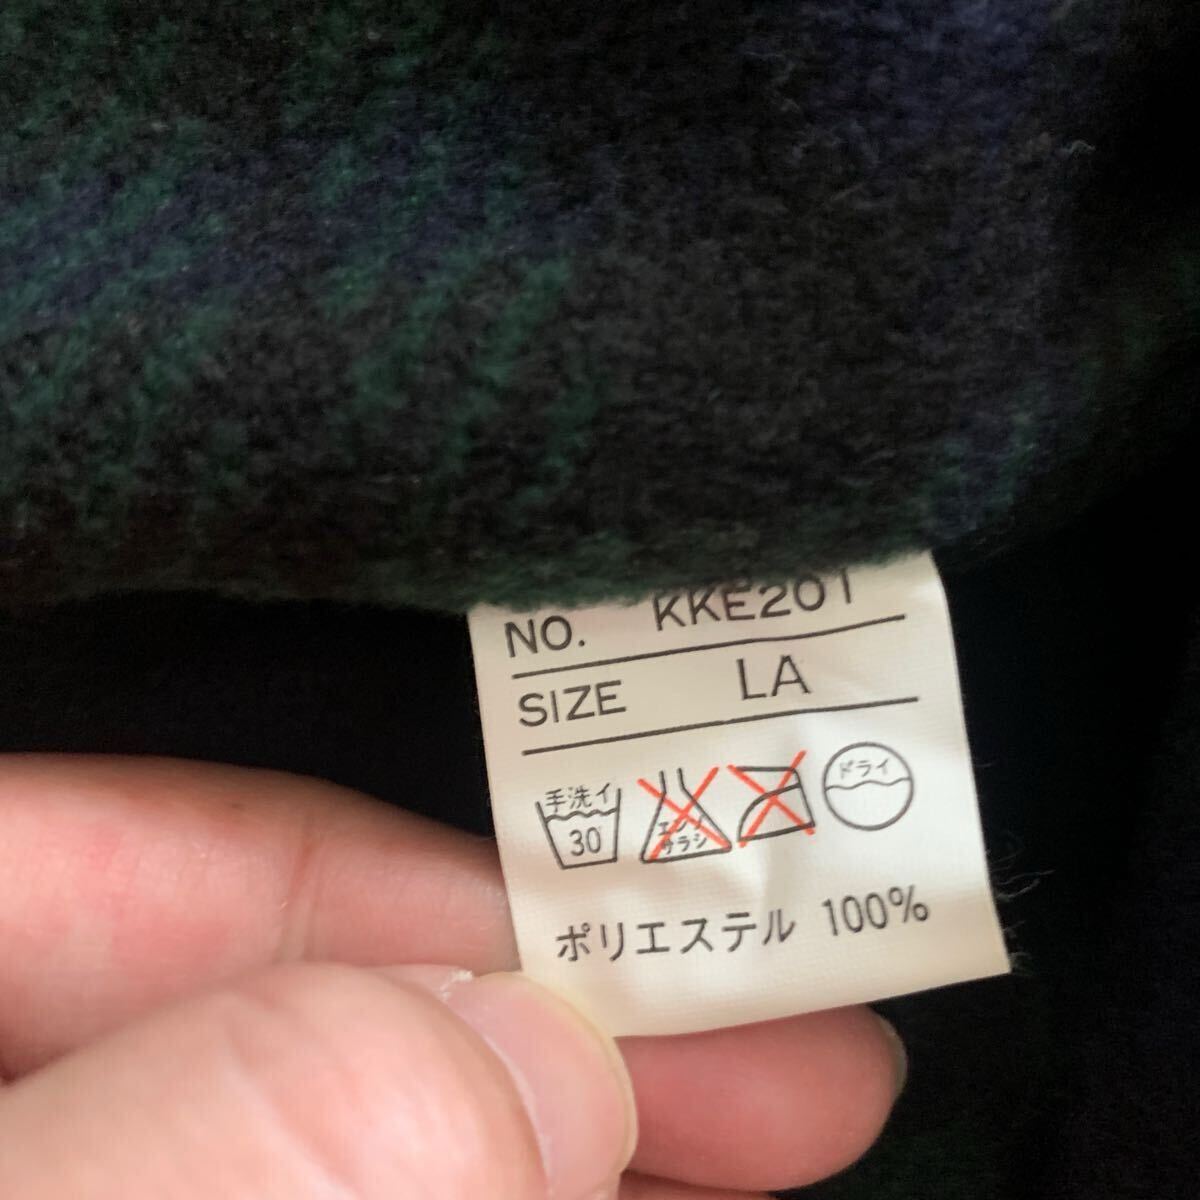 NO. KKE201
SIZE LA
手洗イ
30
エンソ
サラシ
ドライ
ポリエステル 100%